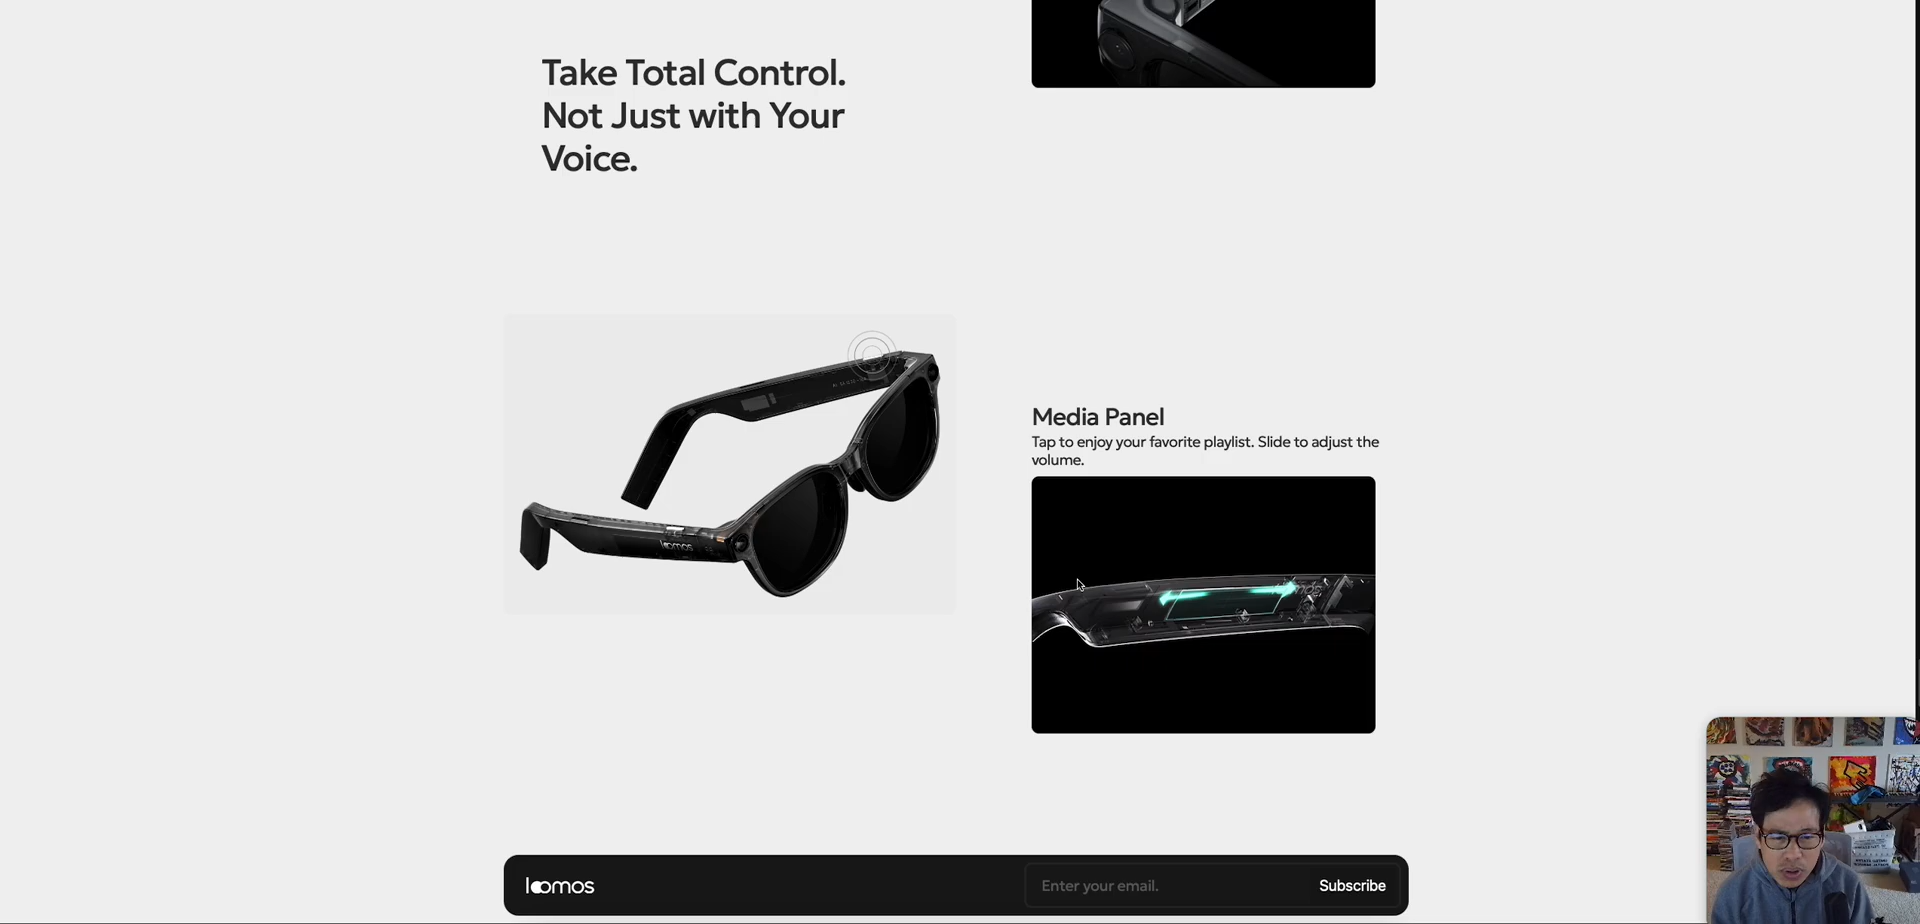 Take Total Control.
Not Just with Your
Voice.
loomos
Media Panel
Tap to enjoy your favorite playlist. Slide to adjust the
volume.
loomos
Enter your email.
Subscribe